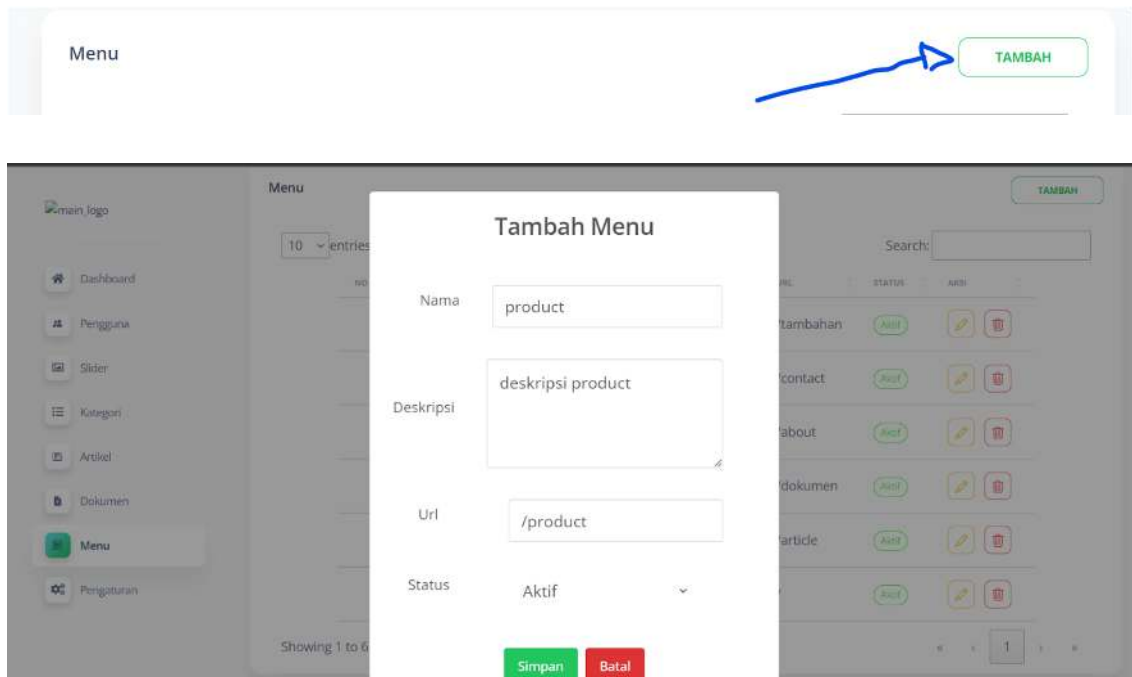 Menu
TAMBAH
main_logo
Dashboard
Pengguna
Slider
Kategori
Artikel
Dokumen
Menu
Pengaturan
Menu
TAMBAH
10 entries
Search:
NO
URL
STATUS
AKSI
/tambahan
Aktif
/contact
Aktif
/about
Aktif
/dokumen
Aktif
/article
Aktif
/
Aktif
Showing 1 to 6
« ‹ 1 › »
Tambah Menu
Nama
product
Deskripsi
deskripsi product
Url
/product
Status
Aktif
Simpan
Batal